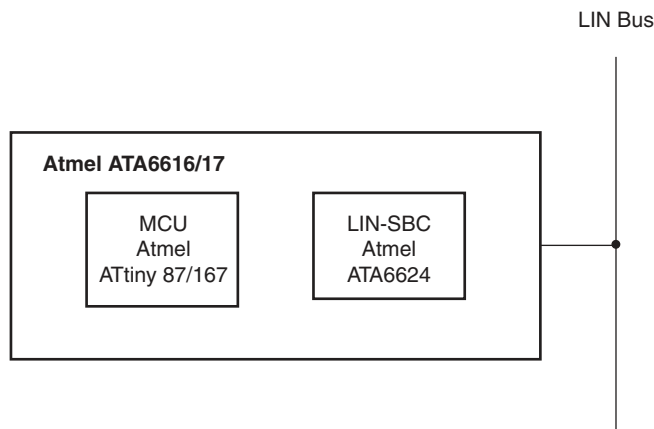 LIN Bus
Atmel ATA6616/17
MCU
Atmel
ATtiny 87/167
LIN-SBC
Atmel
ATA6624